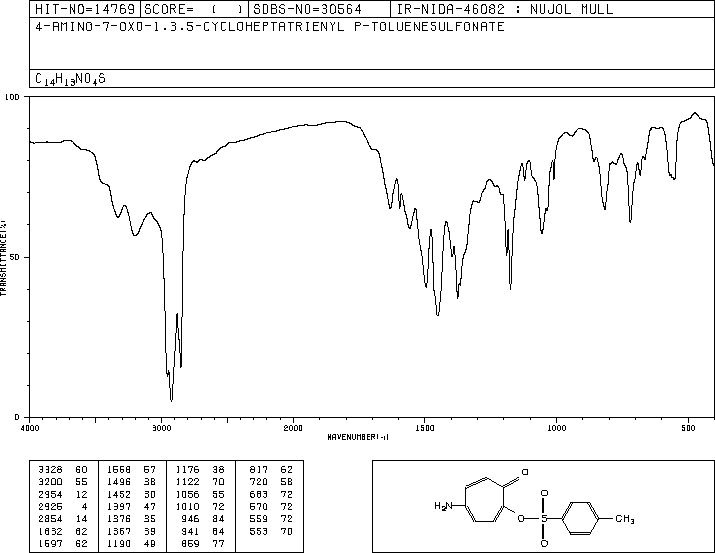 HIT-NO=14769 SCORE= ( ) SDBS-NO=30564 IR-NIDA-46082 : NUJOL MULL
4-AMINO-7-OXO-1.3.5-CYCLOHEPTATRIENYL P-TOLUENESULFONATE
C14H13NO4S
100
50
0
TRANSMITTANCE(%)
4000 3000 2000 1500 1000 500
WAVENUMBER(-1)
3328 60 1558 57 1176 38 817 62
3200 55 1496 38 1122 70 720 58
2954 12 1452 30 1056 55 683 72
2925 4 1397 47 1010 72 570 72
2854 14 1376 35 946 84 559 72
1632 62 1367 39 941 84 553 70
1597 62 1190 49 859 77
O
H2N
O
O S
CH3
O